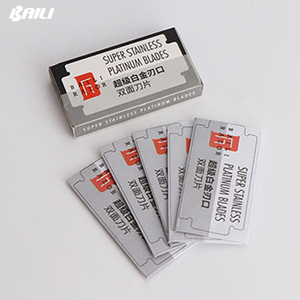 BAILI
SUPER STAINLESS
PLATINUM BLADES
超级白金刃口
双面刀片
SUPER STAINLESS PLATINUM BLADES
SUPER STAINLESS
PLATINUM BLADES
超级白金刃口
双面刀片